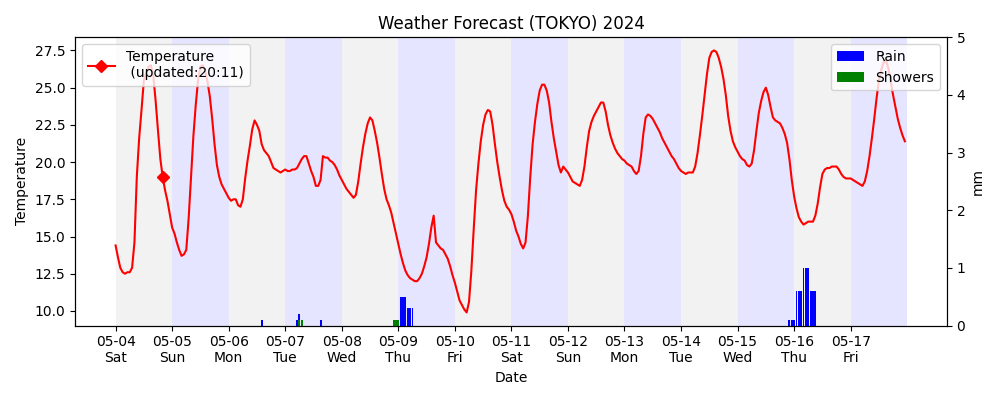 Weather Forecast (TOKYO) 2024
Temperature
(updated:20:11)
Rain
Showers
Temperature
27.5
25.0
22.5
20.0
17.5
15.0
12.5
10.0
5
4
3
2
1
0
mm
05-04 05-05 05-06 05-07 05-08 05-09 05-10 05-11 05-12 05-13 05-14 05-15 05-16 05-17
Sat Sun Mon Tue Wed Thu Fri Sat Sun Mon Tue Wed Thu Fri
Date